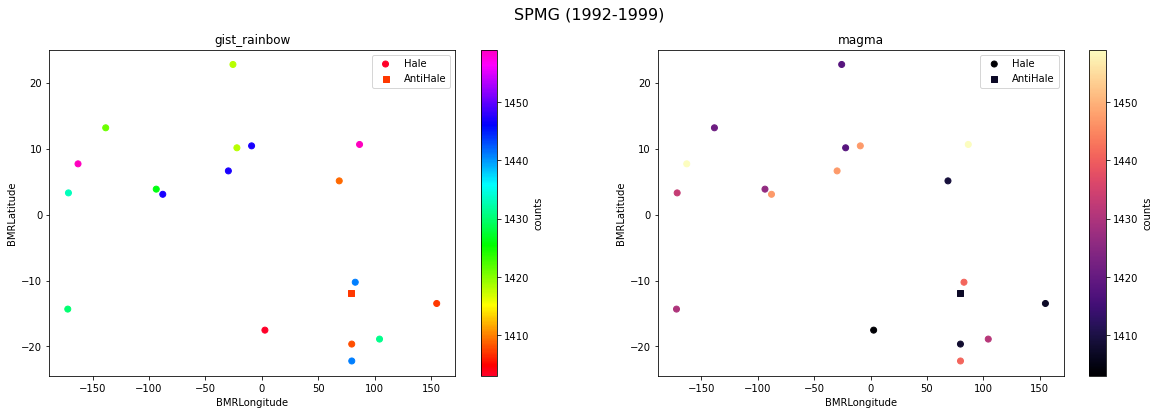 SPMG (1992-1999)
gist_rainbow
Hale
AntiHale
20
10
0
−10
−20
BMRLatitude
−150
−100
−50
0
50
100
150
BMRLongitude
1450
1440
1430
1420
1410
counts
magma
Hale
AntiHale
20
10
0
−10
−20
BMRLatitude
−150
−100
−50
0
50
100
150
BMRLongitude
1450
1440
1430
1420
1410
counts